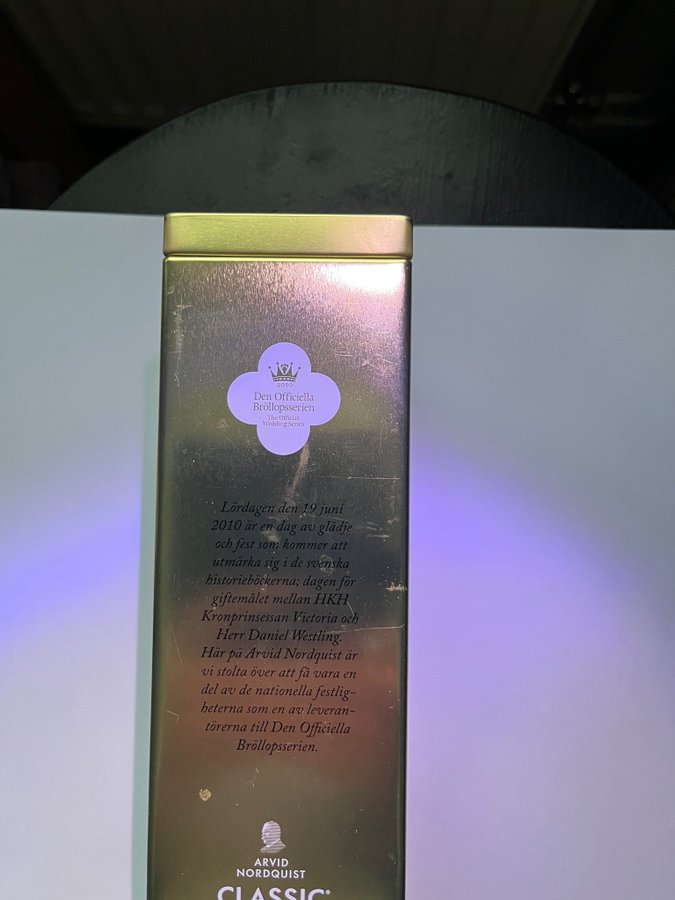 2010
Den Officiella
Bröllopsserien
The Official
Wedding Series
Lördagen den 19 juni
2010 är en dag av glädje
och fest som kommer att
utmärka sig i de svenska
historieböckerna; dagen för
giftemålet mellan HKH
Kronprinsessan Victoria och
Herr Daniel Westling.
Här på Arvid Nordquist är
vi stolta över att få vara en
del av de nationella festlig-
heterna som en av leveran-
törerna till Den Officiella
Bröllopsserien.
ARVID
NORDQUIST
CLASSIC®